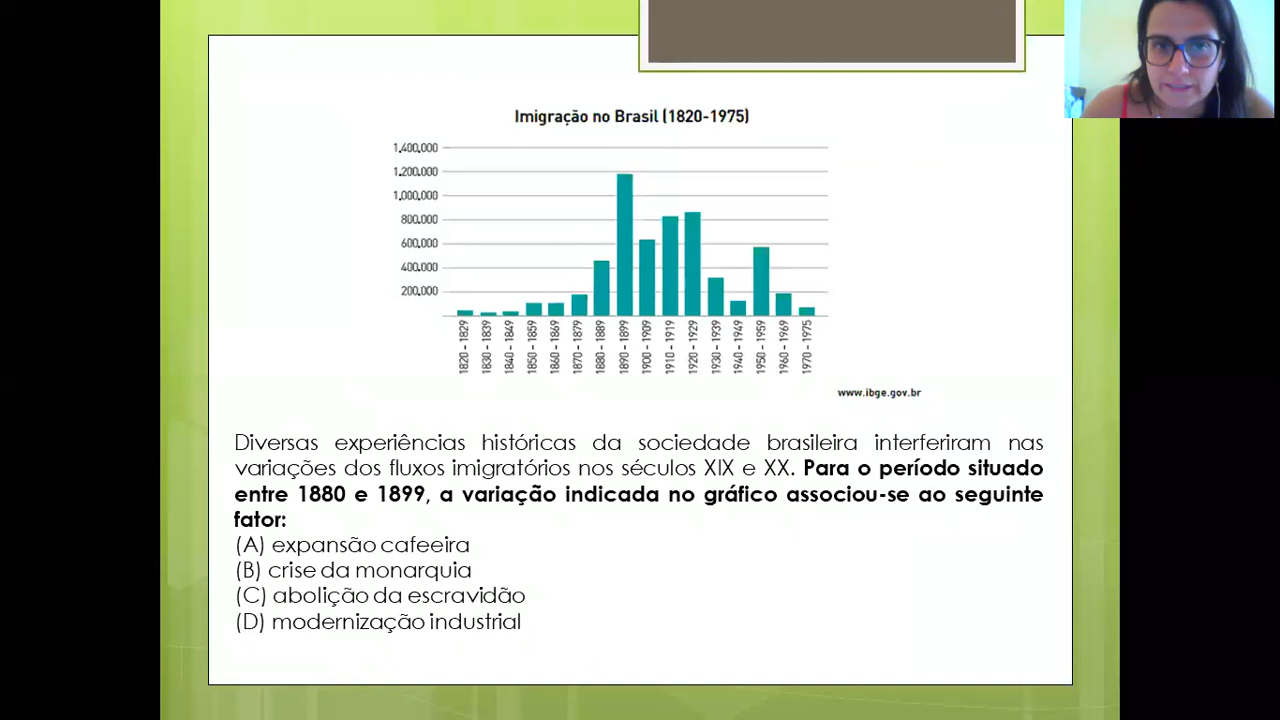 Imigração no Brasil (1820-1975)
1.400.000
1.200.000
1.000.000
800.000
600.000
400.000
200.000
1820 - 1829
1830 - 1839
1840 - 1849
1850 - 1859
1860 - 1869
1870 - 1879
1880 - 1889
1890 - 1899
1900 - 1909
1910 - 1919
1920 - 1929
1930 - 1939
1940 - 1949
1950 - 1959
1960 - 1969
1970 - 1975
www.ibge.gov.br
Diversas experiências históricas da sociedade brasileira interferiram nas
variações dos fluxos imigratórios nos séculos XIX e XX. Para o período situado
entre 1880 e 1899, a variação indicada no gráfico associou-se ao seguinte
fator:
(A) expansão cafeeira
(B) crise da monarquia
(C) abolição da escravidão
(D) modernização industrial